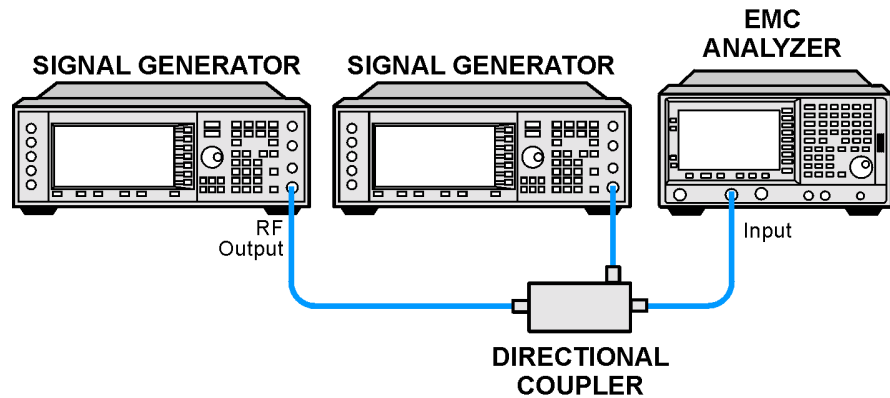 EMC
ANALYZER
SIGNAL GENERATOR
SIGNAL GENERATOR
RF
Output
Input
DIRECTIONAL
COUPLER